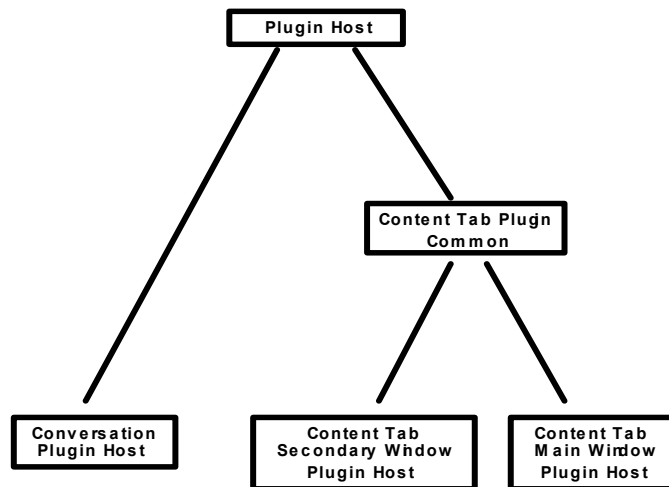 Plugin Host
Content Tab Plugin
Common
Conversation
Plugin Host
Content Tab
Secondary Window
Plugin Host
Content Tab
Main Window
Plugin Host